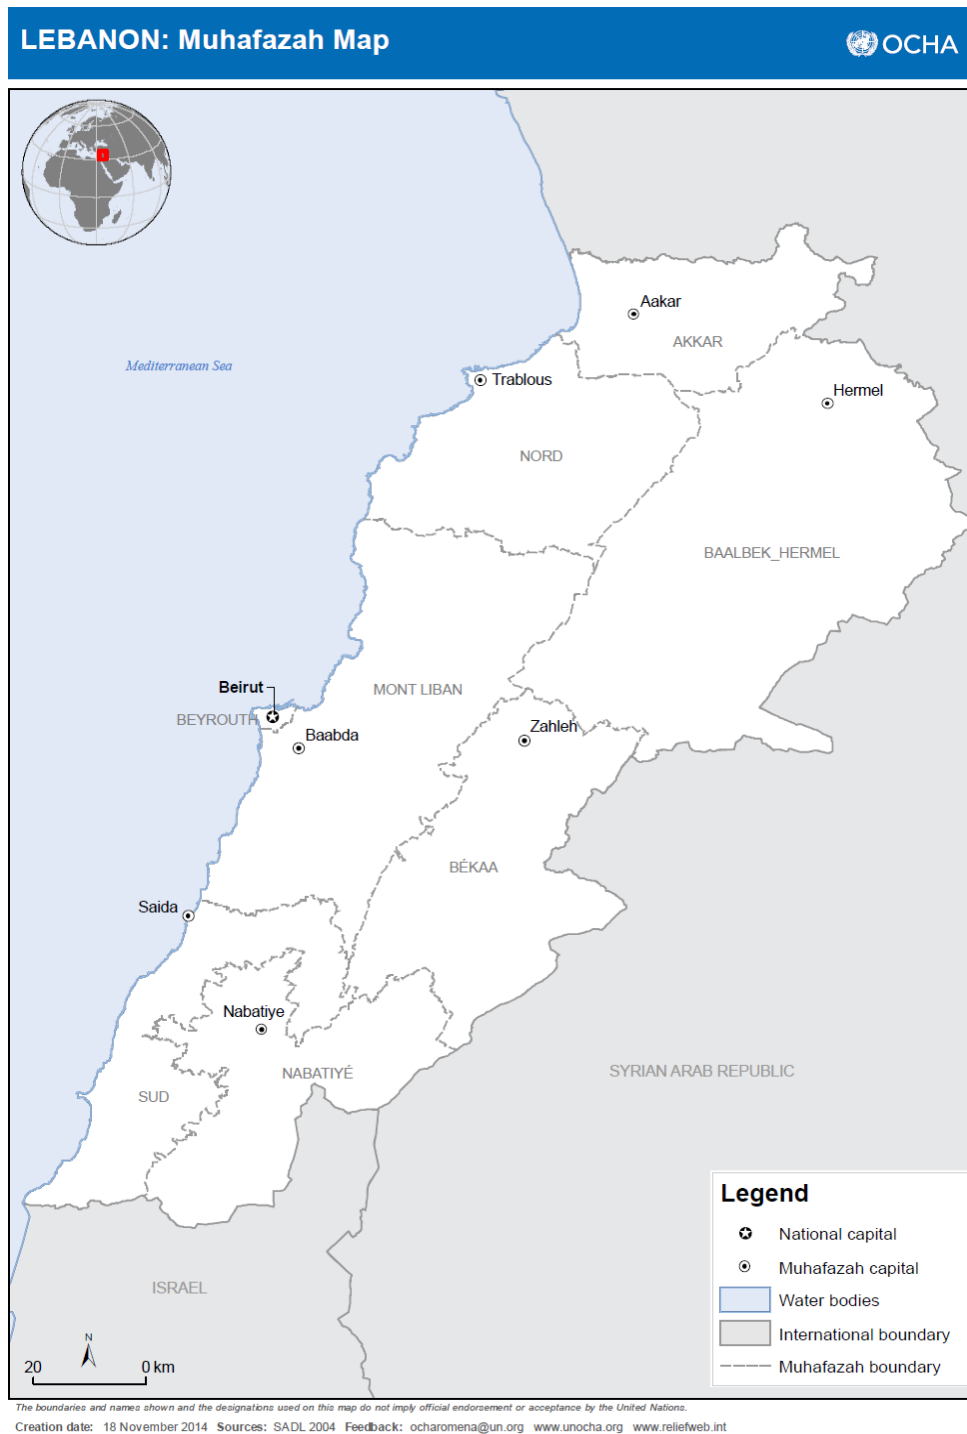 LEBANON: Muhafazah Map
OCHA
Mediterranean Sea
Aakar
AKKAR
Trablous
Hermel
NORD
BAALBEK_HERMEL
Beirut
MONT LIBAN
BEYROUTH
Baabda
Zahleh
BÉKAA
Saida
Nabatiye
NABATIYÉ
SUD
SYRIAN ARAB REPUBLIC
ISRAEL
N
20 0 km
Legend
National capital
Muhafazah capital
Water bodies
International boundary
Muhafazah boundary
The boundaries and names shown and the designations used on this map do not imply official endorsement or acceptance by the United Nations.
Creation date: 18 November 2014 Sources: SADL 2004 Feedback: ocharomena@un.org www.unocha.org www.reliefweb.int